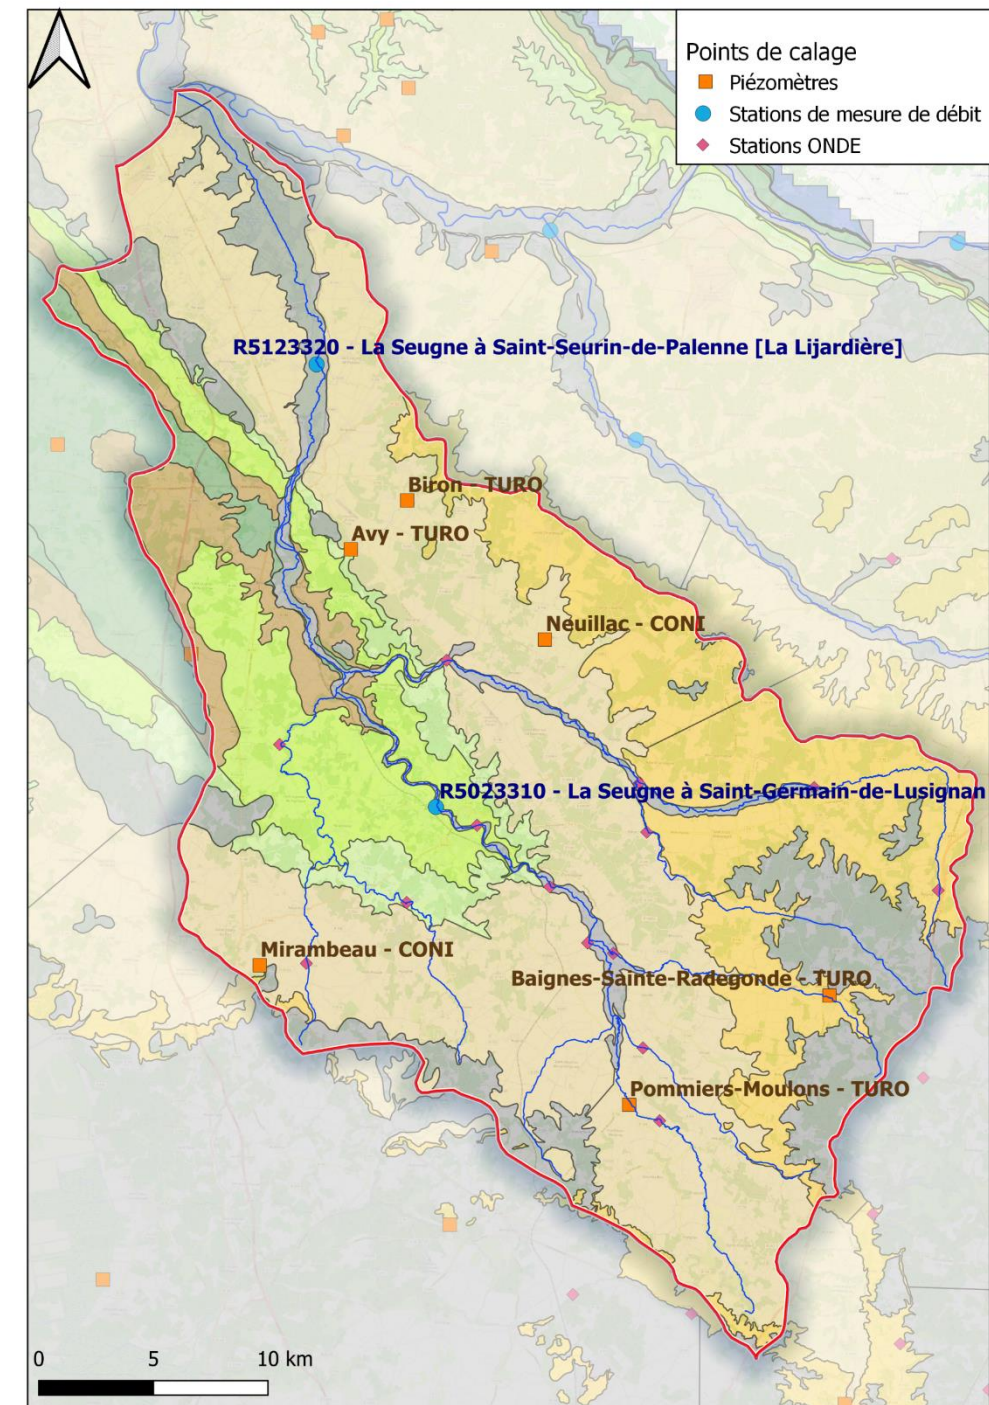 Points de calage
Piézomètres
Stations de mesure de débit
Stations ONDE
R5123320 - La Seugne à Saint-Seurin-de-Palenne [La Lijardière]
Biron - TURO
Avy - TURO
Neuillac - CONI
R5023310 - La Seugne à Saint-Germain-de-Lusignan
Mirambeau - CONI
Baignes-Sainte-Radegonde - TURO
Pommiers-Moulons - TURO
0 5 10 km